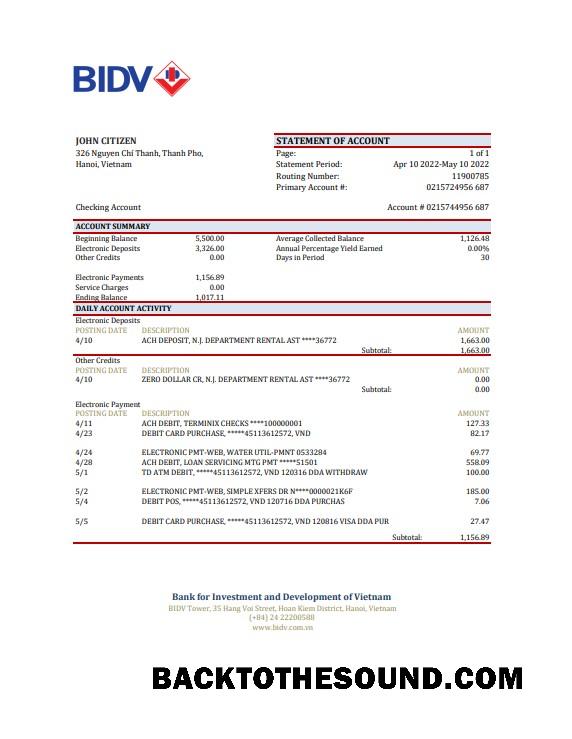 BIDV
JOHN CITIZEN
326 Nguyen Chí Thanh, Thanh Pho,
Hanoi, Vietnam
STATEMENT OF ACCOUNT
Page: 1 of 1
Statement Period: Apr 10 2022-May 10 2022
Routing Number: 11900785
Primary Account #: 0215724956 687
Checking Account Account # 0215744956 687
ACCOUNT SUMMARY
Beginning Balance 5,500.00 Average Collected Balance 1,126.48
Electronic Deposits 3,326.00 Annual Percentage Yield Earned 0.00%
Other Credits 0.00 Days in Period 30
Electronic Payments 1,156.89
Service Charges 0.00
Ending Balance 1,017.11
DAILY ACCOUNT ACTIVITY
Electronic Deposits
POSTING DATE DESCRIPTION AMOUNT
4/10 ACH DEPOSIT, N.J. DEPARTMENT RENTAL AST ****36772 1,663.00
Subtotal: 1,663.00
Other Credits
POSTING DATE DESCRIPTION AMOUNT
4/10 ZERO DOLLAR CR, N.J. DEPARTMENT RENTAL AST ****36772 0.00
Subtotal: 0.00
Electronic Payment
POSTING DATE DESCRIPTION AMOUNT
4/11 ACH DEBIT, TERMINIX CHECKS ****100000001 127.33
4/23 DEBIT CARD PURCHASE, *****45113612572, VND 82.17
4/24 ELECTRONIC PMT-WEB, WATER UTIL-PMNT 0533284 69.77
4/28 ACH DEBIT, LOAN SERVICING MTG PMT *****51501 558.09
5/1 TD ATM DEBIT, *****45113612572, VND 120316 DDA WITHDRAW 100.00
5/2 ELECTRONIC PMT-WEB, SIMPLE XFERS DR N****0000021K6F 185.00
5/4 DEBIT POS, *****45113612572, VND 120716 DDA PURCHAS 7.06
5/5 DEBIT CARD PURCHASE, *****45113612572, VND 120816 VISA DDA PUR 27.47
Subtotal: 1,156.89
Bank for Investment and Development of Vietnam
BIDV Tower, 35 Hang Voi Street, Hoan Kiem District, Hanoi, Vietnam
(+84) 24 22200588
www.bidv.com.vn
BACKTOTHESOUND.COM